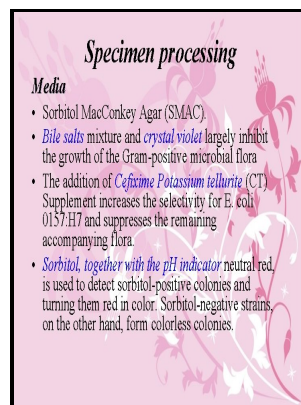 Specimen processing
Media
• Sorbitol MacConkey Agar (SMAC).
• Bile salts mixture and crystal violet largely inhibit
the growth of the Gram-positive microbial flora
• The addition of Cefixime Potassium tellurite (CT)
Supplement increases the selectivity for E. coli
0157:H7 and suppresses the remaining
accompanying flora.
• Sorbitol, together with the pH indicator neutral red,
is used to detect sorbitol-positive colonies and
turning them red in color. Sorbitol-negative strains,
on the other hand, form colorless colonies.